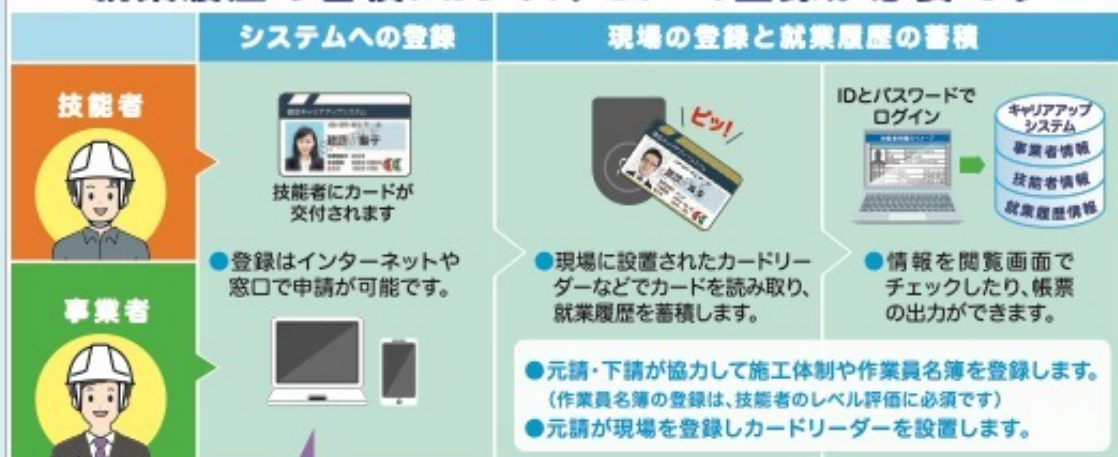 システムへの登録
現場の登録と就業履歴の蓄積
技能者
技能者にカードが
交付されます
●登録はインターネットや
窓口で申請が可能です。
ピッ!
●現場に設置されたカードリー
ダーなどでカードを読み取り、
就業履歴を蓄積します。
IDとパスワードで
ログイン
キャリアアップ
システム
事業者情報
技能者情報
就業履歴情報
●情報を閲覧画面で
チェックしたり、帳票
の出力ができます。
事業者
●元請・下請が協力して施工体制や作業員名簿を登録します。
(作業員名簿の登録は、技能者のレベル評価に必須です)
●元請が現場を登録しカードリーダーを設置します。